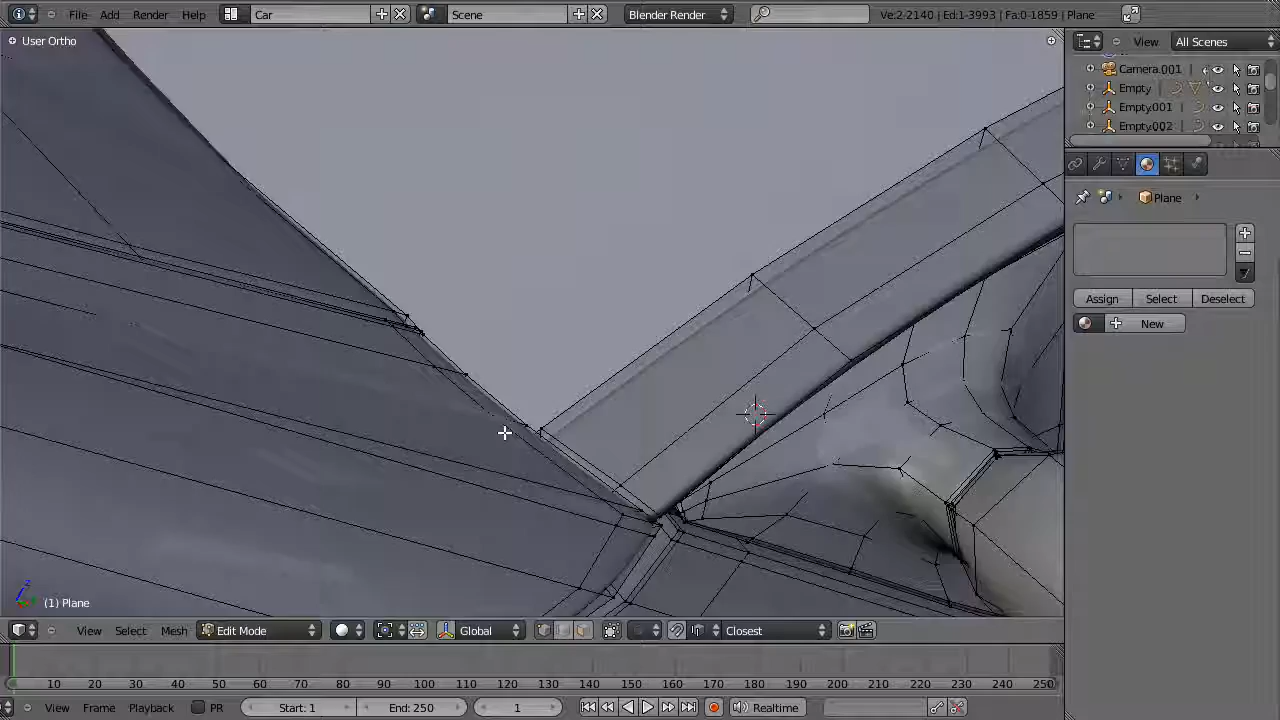 File Add Render Help Car Scene Blender Render Ve:2-2140 | Ed:1-3993 | Fa:0-1859 | Plane
User Ortho
View All Scenes
Camera.001
Empty
Empty.001
Empty.002
Plane
Assign Select Deselect
New
(1) Plane
View Select Mesh Edit Mode Global Closest
10 20 30 40 50 60 70 80 90 100 110 120 130 140 150 160 170 180 190 200 210 220 230 240 250
View Frame Playback PR Start: 1 End: 250 1 Realtime